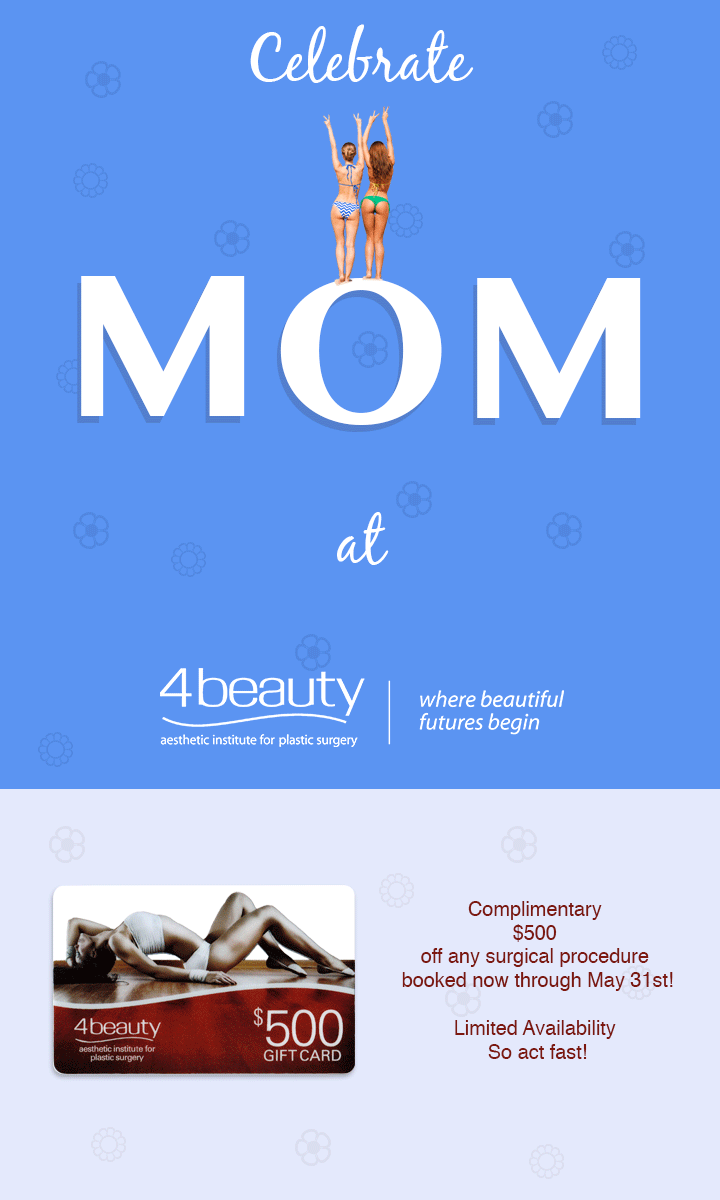 Celebrate
MOM
at
4beauty
aesthetic institute for plastic surgery
where beautiful
futures begin
4beauty
aesthetic institute for
plastic surgery
$500
GIFT CARD
Complimentary
$500
off any surgical procedure
booked now through May 31st!
Limited Availability
So act fast!